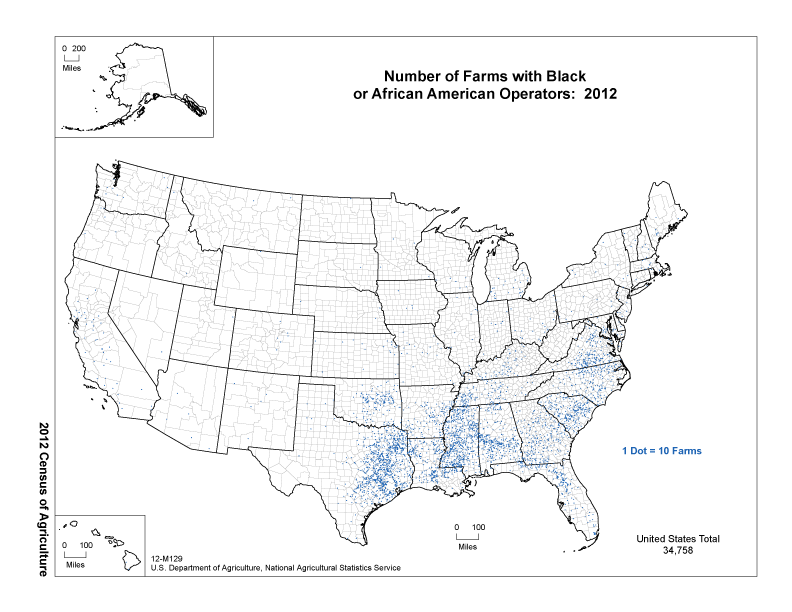 0 200
Miles
Number of Farms with Black
or African American Operators: 2012
1 Dot = 10 Farms
2012 Census of Agriculture
0 100
Miles
0 100
Miles
United States Total
34,758
12-M129
U.S. Department of Agriculture, National Agricultural Statistics Service